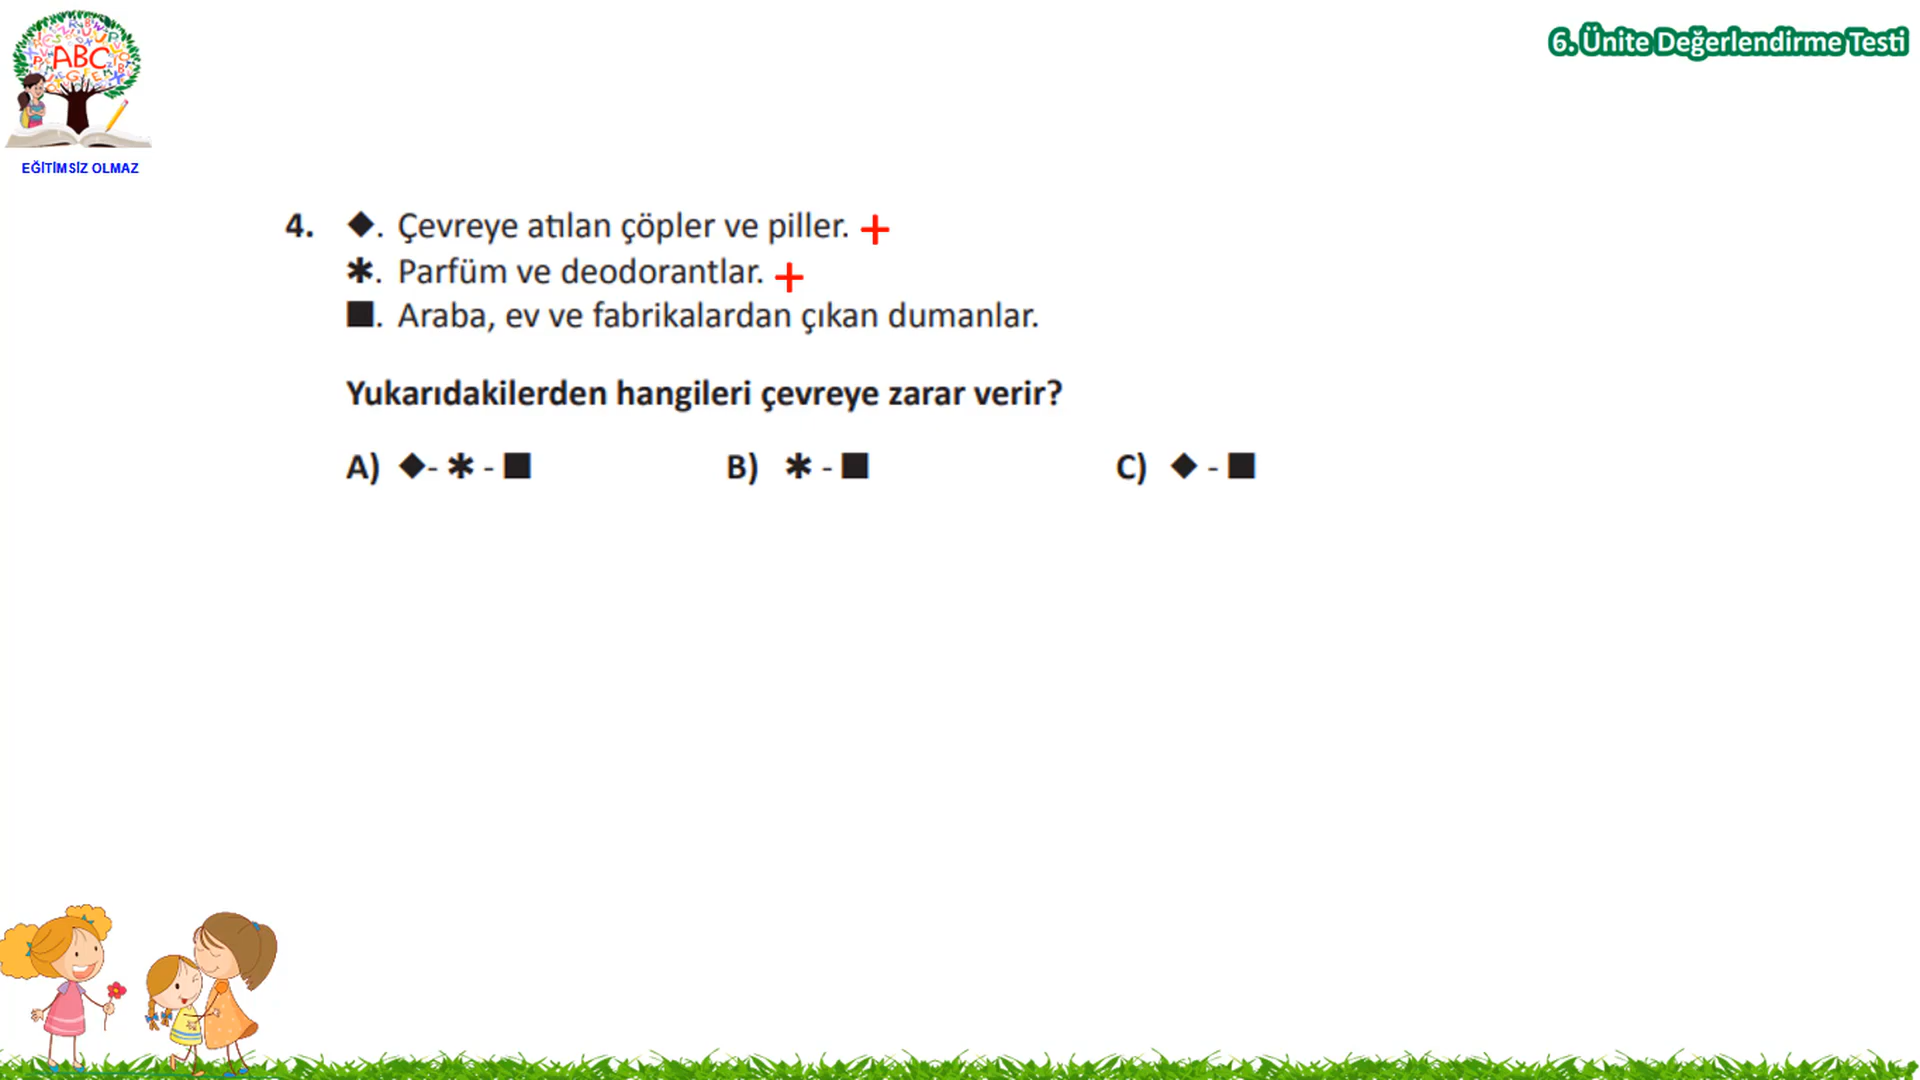 ABC
EĞİTİMSİZ OLMAZ
6. Ünite Değerlendirme Testi
4. ◆. Çevreye atılan çöpler ve piller. +
✱. Parfüm ve deodorantlar. +
■. Araba, ev ve fabrikalardan çıkan dumanlar.
Yukarıdakilerden hangileri çevreye zarar verir?
A) ◆- ✱ - ■ B) ✱ - ■ C) ◆ - ■